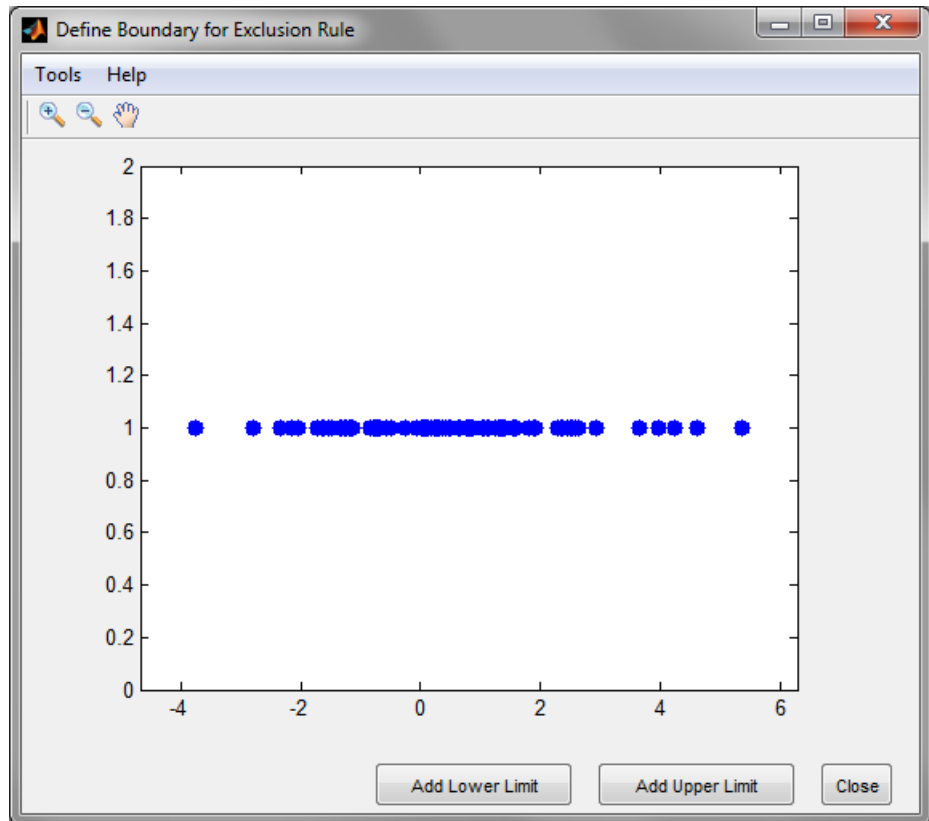 Define Boundary for Exclusion Rule
Tools Help
2
1.8
1.6
1.4
1.2
1
0.8
0.6
0.4
0.2
0
-4 -2 0 2 4 6
Add Lower Limit Add Upper Limit Close